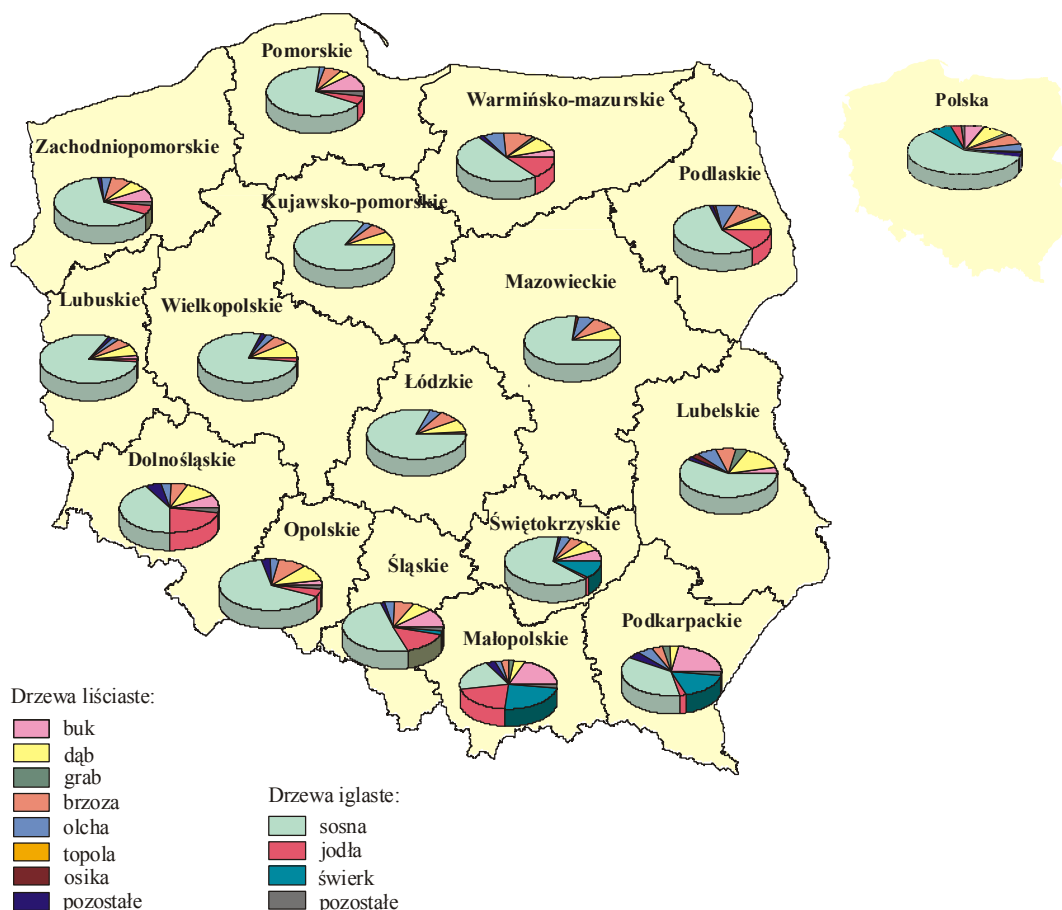 Pomorskie
Warmińsko-mazurskie
Polska
Zachodniopomorskie
Podlaskie
Kujawsko-pomorskie
Mazowieckie
Lubuskie
Wielkopolskie
Łódzkie
Lubelskie
Dolnośląskie
Opolskie
Świętokrzyskie
Śląskie
Małopolskie
Podkarpackie
Drzewa liściaste:
buk
dąb
grab
brzoza
olcha
topola
osika
pozostałe
Drzewa iglaste:
sosna
jodła
świerk
pozostałe